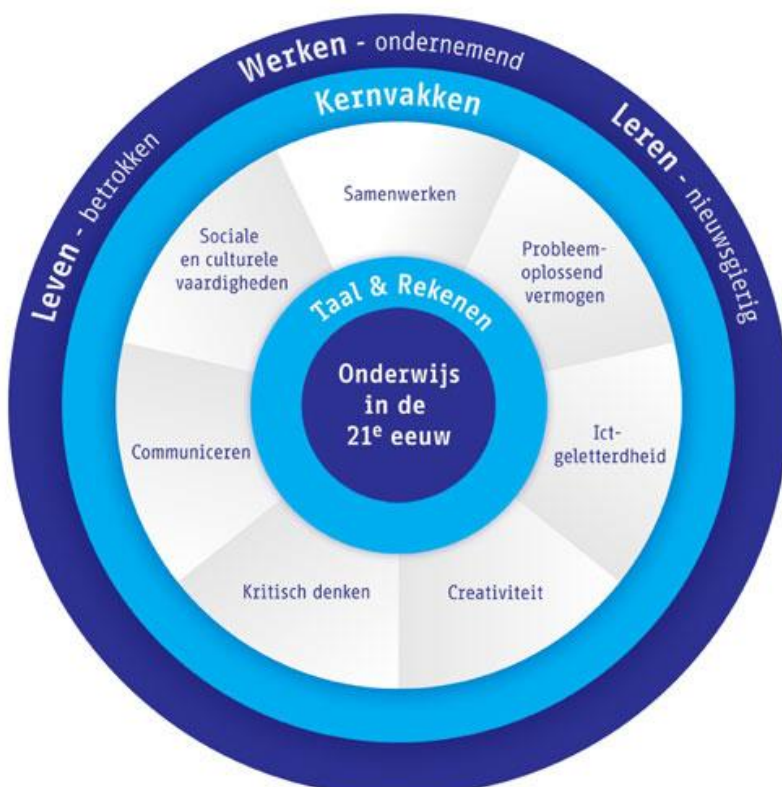 Werken - ondernemend
Leven - betrokken
Leren - nieuwsgierig
Kernvakken
Samenwerken
Sociale
en culturele
vaardigheden
Probleem-
oplossend
vermogen
Taal & Rekenen
Onderwijs
in de
21e eeuw
Communiceren
Ict-
geletterdheid
Kritisch denken
Creativiteit